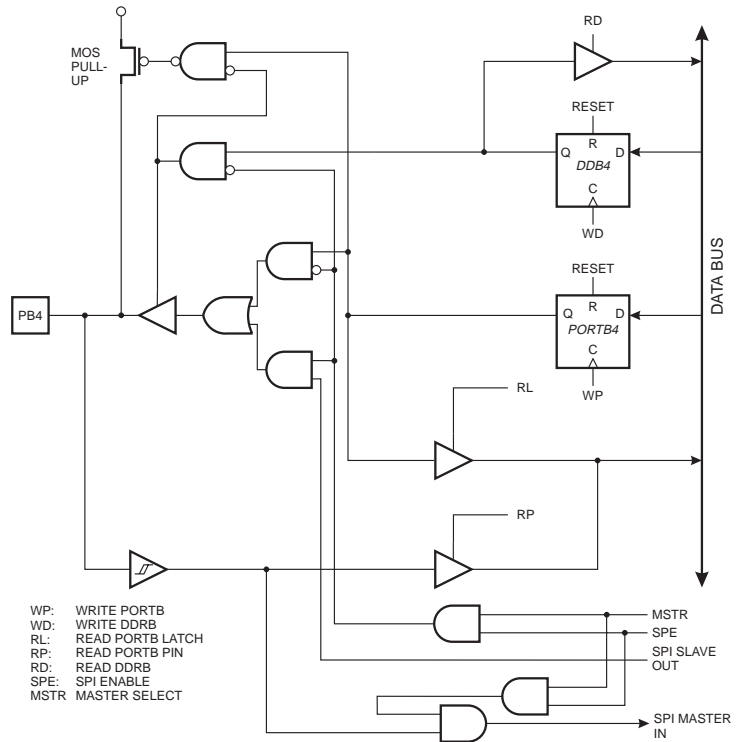 RD
MOS
PULL-
UP
RESET
Q
R
D
DDB4
C
WD
RESET
DATA BUS
PB4
Q
R
D
PORTB4
C
WP
RL
RP
WP: WRITE PORTB
WD: WRITE DDRB
RL: READ PORTB LATCH
RP: READ PORTB PIN
RD: READ DDRB
SPE: SPI ENABLE
MSTR MASTER SELECT
MSTR
SPE
SPI SLAVE
OUT
SPI MASTER
IN